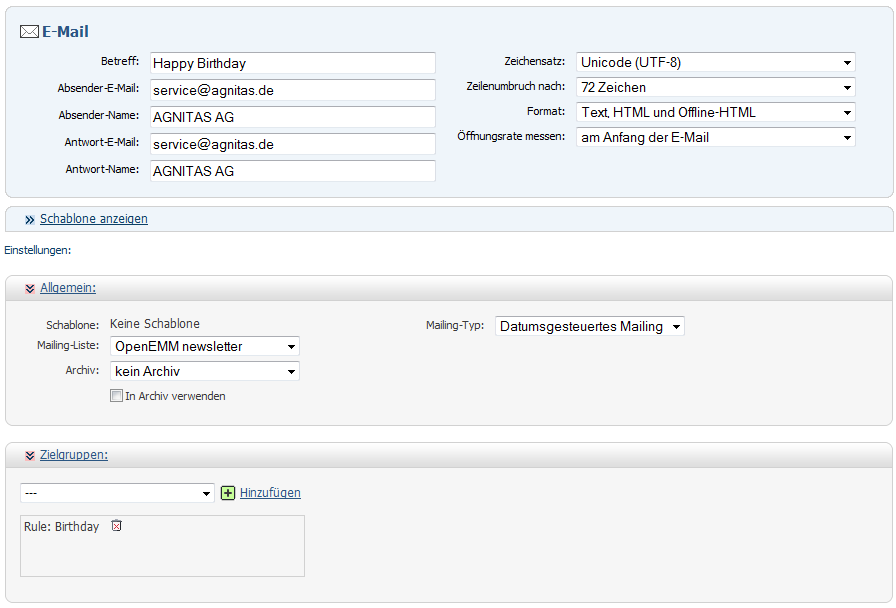 E-Mail
Betreff: Happy Birthday
Absender-E-Mail: service@agnitas.de
Absender-Name: AGNITAS AG
Antwort-E-Mail: service@agnitas.de
Antwort-Name: AGNITAS AG
Zeichensatz: Unicode (UTF-8)
Zeilenumbruch nach: 72 Zeichen
Format: Text, HTML und Offline-HTML
Öffnungsrate messen: am Anfang der E-Mail
Schablone anzeigen
Einstellungen:
Allgemein:
Schablone: Keine Schablone
Mailing-Liste: OpenEMM newsletter
Archiv: kein Archiv
In Archiv verwenden
Mailing-Typ: Datumsgesteuertes Mailing
Zielgruppen:
--- Hinzufügen
Rule: Birthday